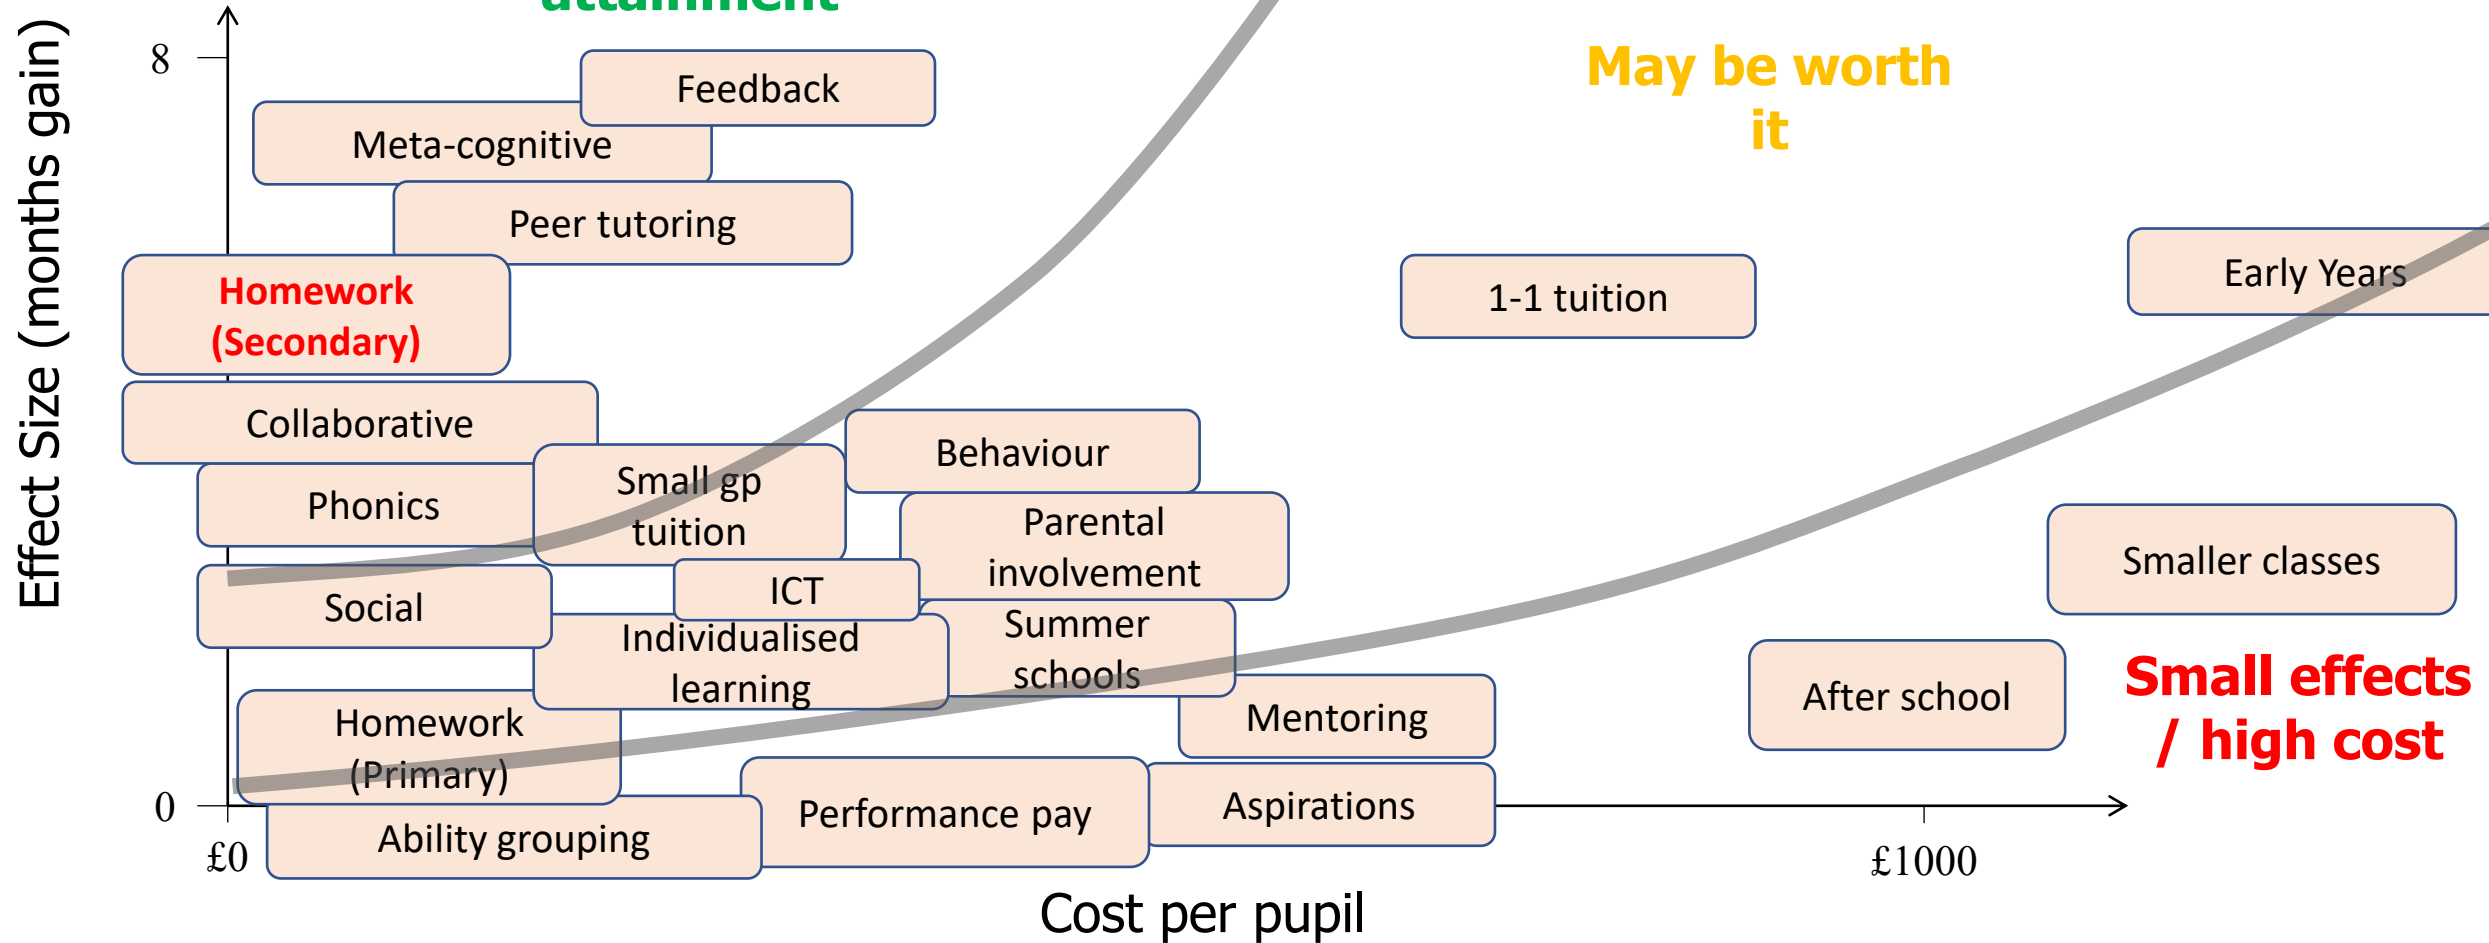 attainment
8
Feedback
May be worth
it
Meta-cognitive
Peer tutoring
Effect Size (months gain)
Homework
(Secondary)
1-1 tuition
Early Years
Collaborative
Behaviour
Small gp
tuition
Phonics
Parental
involvement
Smaller classes
ICT
Social
Individualised
learning
Summer
schools
Small effects
/ high cost
After school
Mentoring
Homework
(Primary)
0
Performance pay
Aspirations
Ability grouping
£0
£1000
Cost per pupil